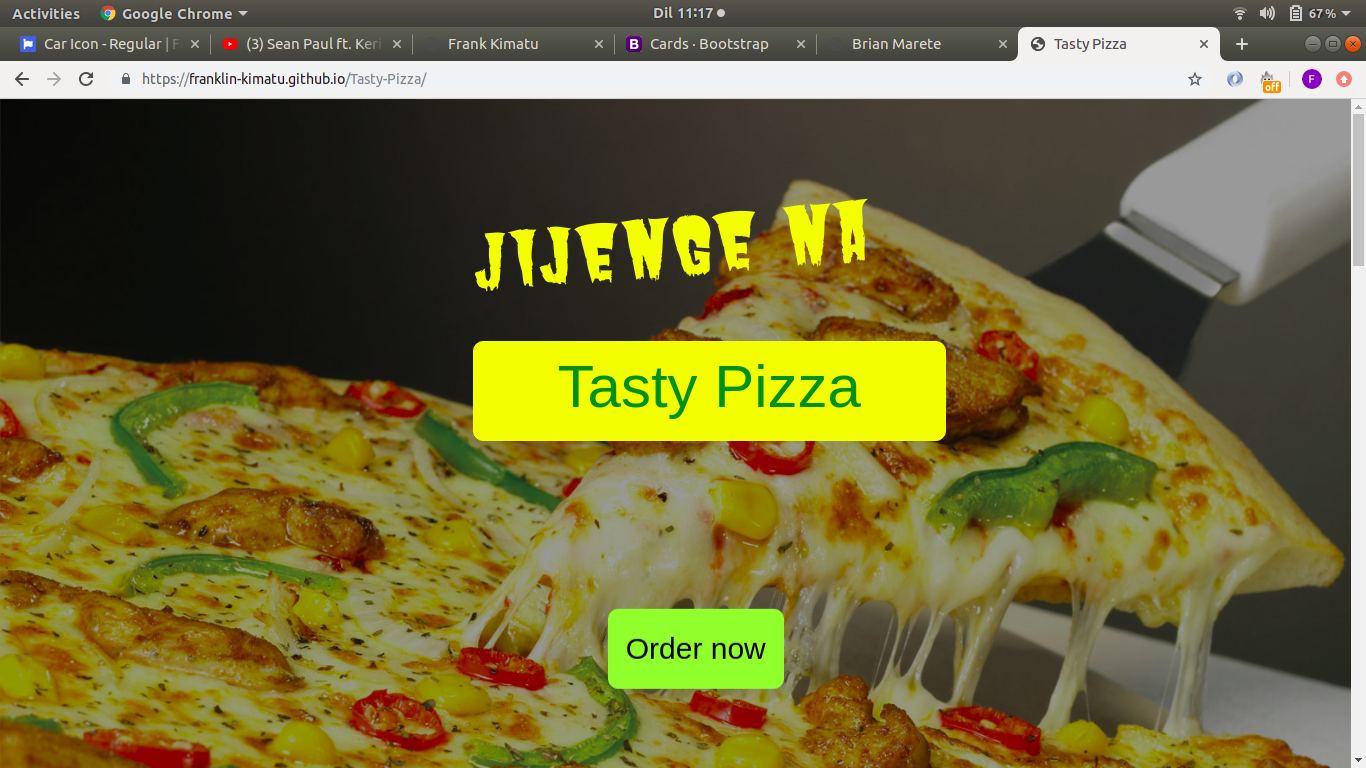 Activities Google Chrome Dil 11:17 67%
Car Icon - Regular | F (3) Sean Paul ft. Keri Frank Kimatu Cards · Bootstrap Brian Marete Tasty Pizza
https://franklin-kimatu.github.io/Tasty-Pizza/ off F
JIJENGE NA
Tasty Pizza
Order now